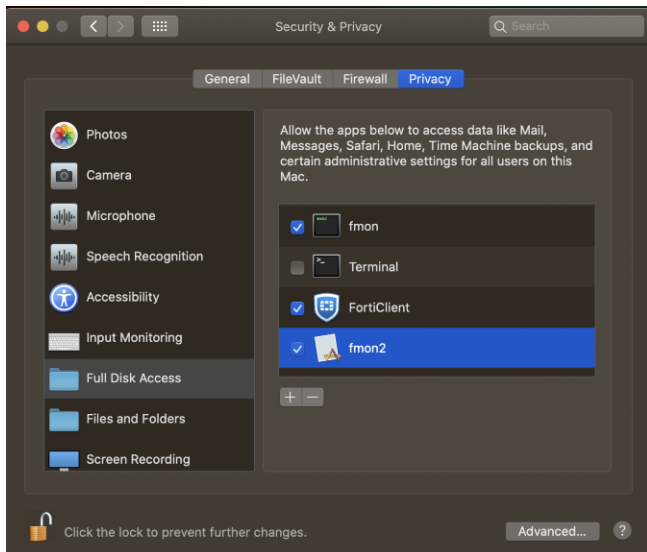 Security & Privacy
Search
General
FileVault
Firewall
Privacy
Photos
Camera
Microphone
Speech Recognition
Accessibility
Input Monitoring
Full Disk Access
Files and Folders
Screen Recording
Allow the apps below to access data like Mail,
Messages, Safari, Home, Time Machine backups, and
certain administrative settings for all users on this
Mac.
fmon
Terminal
FortiClient
fmon2
Click the lock to prevent further changes.
Advanced...
?